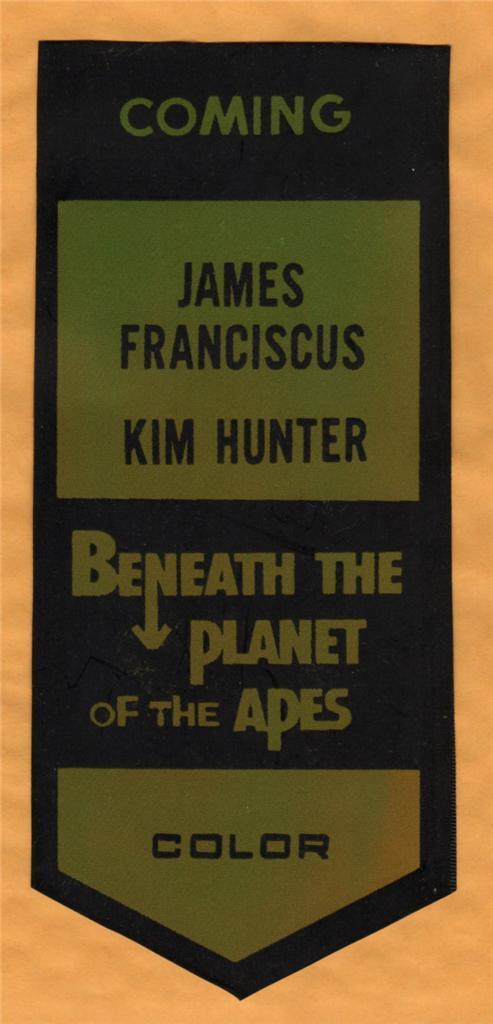 COMING
JAMES
FRANCISCUS
KIM HUNTER
BENEATH THE
PLANET
OF THE APES
COLOR